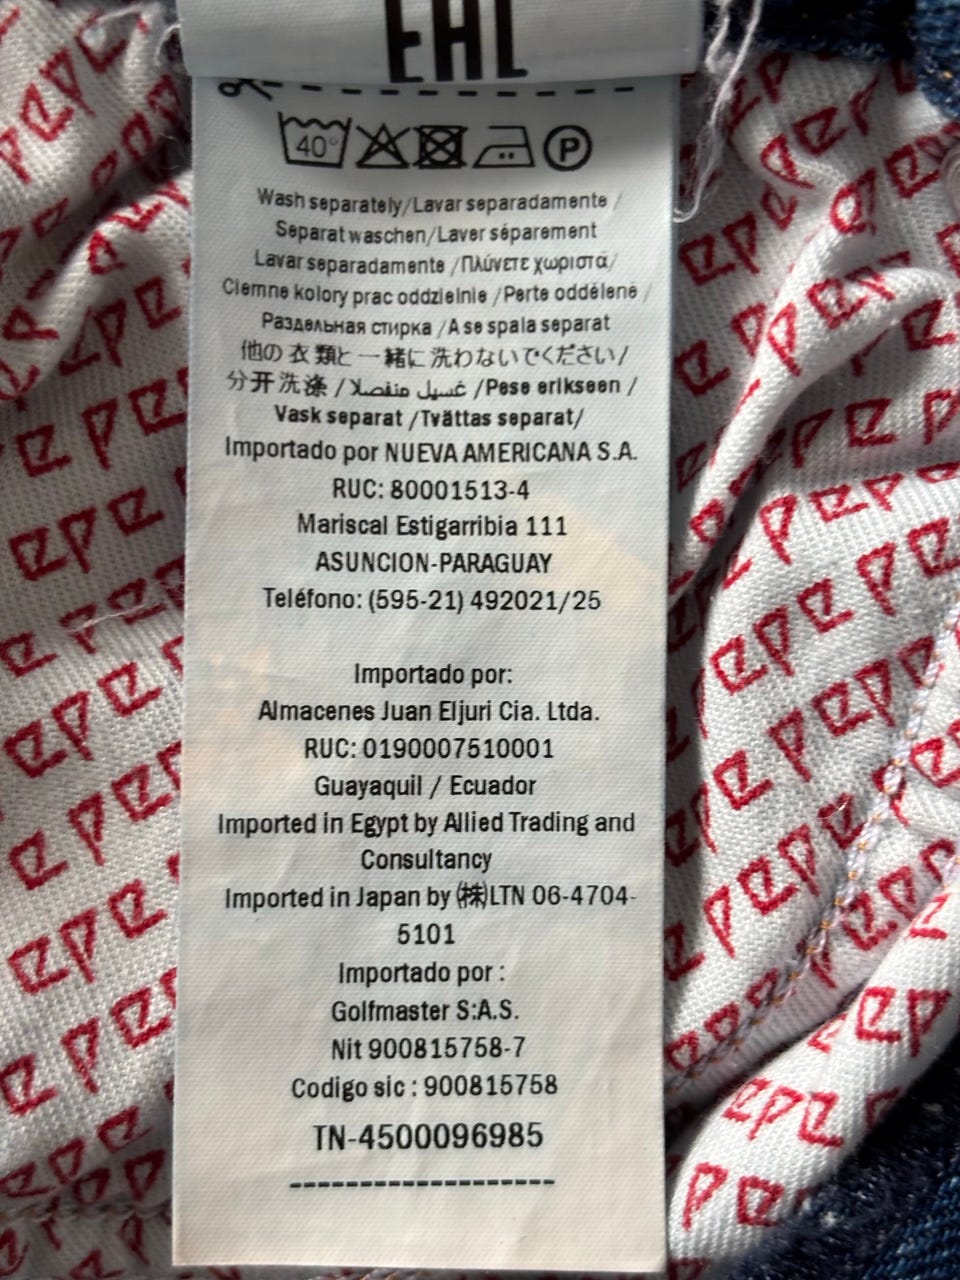 EAC
40°
P
Wash separately/Lavar separadamente /
Separat waschen/Laver séparement
Lavar separadamente /Πλύνετε χωριστά/
Ciemne kolory prac oddzielnie /Perte oddělené /
Раздельная стирка /A se spala separat
他の衣類と一緒に洗わないでください/
分开洗涤 / غسيل منفصلا /Pese erikseen /
Vask separat /Tvättas separat/
Importado por NUEVA AMERICANA S.A.
RUC: 80001513-4
Mariscal Estigarribia 111
ASUNCION-PARAGUAY
Teléfono: (595-21) 492021/25
Importado por:
Almacenes Juan Eljuri Cia. Ltda.
RUC: 0190007510001
Guayaquil / Ecuador
Imported in Egypt by Allied Trading and
Consultancy
Imported in Japan by ㈱LTN 06-4704-
5101
Importado por :
Golfmaster S:A.S.
Nit 900815758-7
Codigo sic : 900815758
TN-4500096985